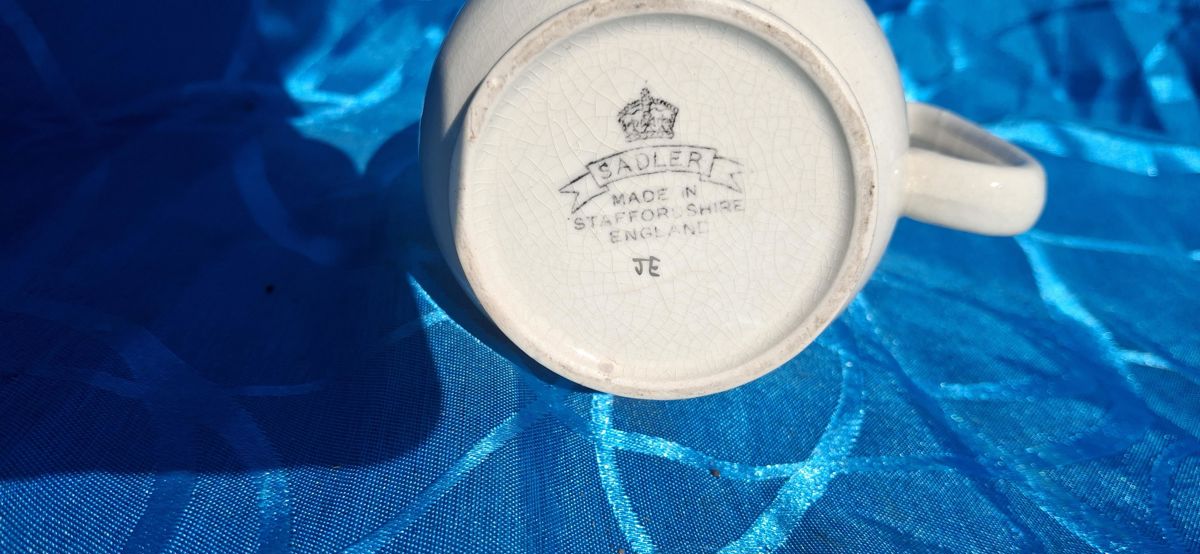 SADLER
MADE IN
STAFFORDSHIRE
ENGLAND
JE